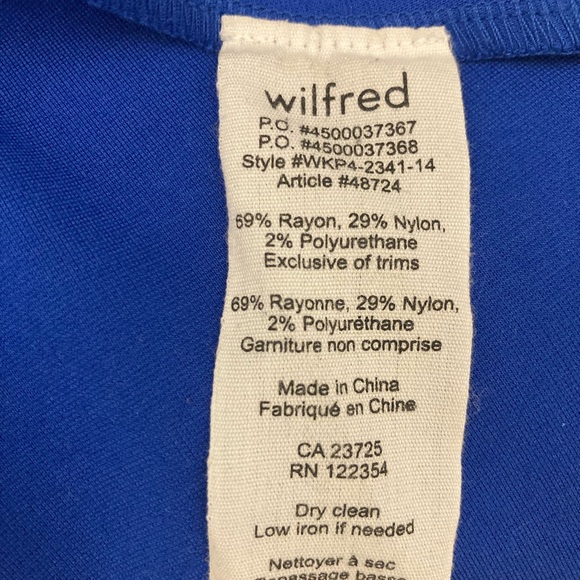 wilfred
P.O. #4500037367
P.O. #4500037368
Style #WKP4-2341-14
Article #48724
69% Rayon, 29% Nylon,
2% Polyurethane
Exclusive of trims
69% Rayonne, 29% Nylon,
2% Polyuréthane
Garniture non comprise
Made in China
Fabriqué en Chine
CA 23725
RN 122354
Dry clean
Low iron if needed
Nettoyer à sec